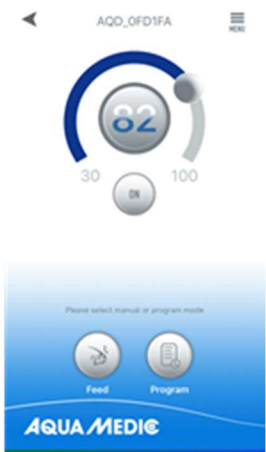 AQD_0FD1FA
MENU
82
30
100
ON
Please select manual or program mode
Feed
Program
AQUA MEDIC